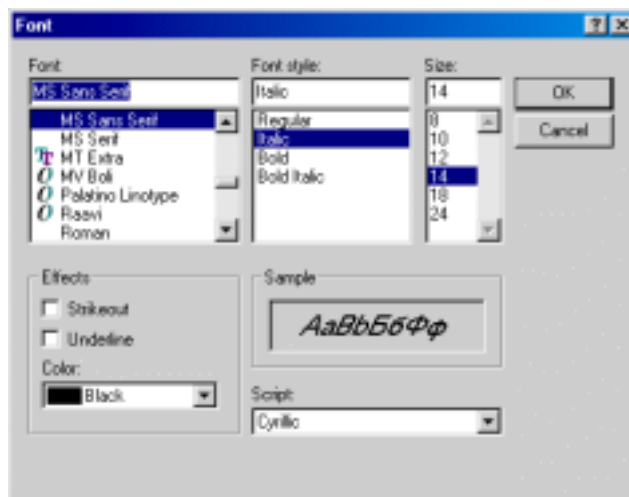 Font
Font:
Font style:
Size:
MS Sans Serif
Italic
14
OK
Cancel
MS Sans Serif
MS Serif
MT Extra
MV Boli
Palatino Linotype
Raavi
Roman
Regular
Italic
Bold
Bold Italic
8
10
12
14
18
24
Effects
Strikeout
Underline
Color:
Black
Sample
AaBbБбФф
Script:
Cyrillic